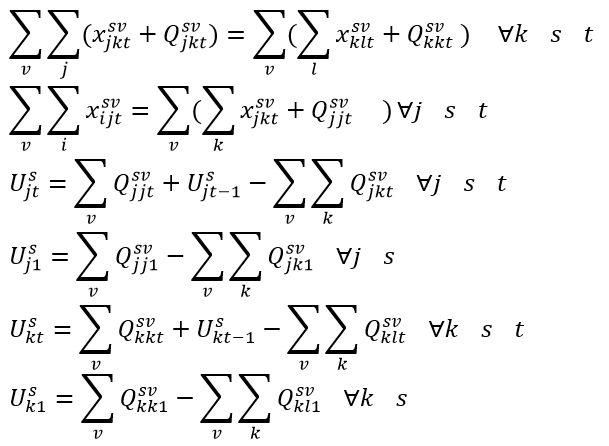 ∑_v ∑_j (x_{jkt}^{sv} + Q_{jkt}^{sv}) = ∑_v (∑_l x_{klt}^{sv} + Q_{kkt}^{sv} ) ∀k s t
∑_v ∑_i x_{ijt}^{sv} = ∑_v (∑_k x_{jkt}^{sv} + Q_{jjt}^{sv} ) ∀j s t
U_{jt}^{s} = ∑_v Q_{jjt}^{sv} + U_{jt-1}^{s} − ∑_v ∑_k Q_{jkt}^{sv} ∀j s t
U_{j1}^{s} = ∑_v Q_{jj1}^{sv} − ∑_v ∑_k Q_{jk1}^{sv} ∀j s
U_{kt}^{s} = ∑_v Q_{kkt}^{sv} + U_{kt-1}^{s} − ∑_v ∑_k Q_{klt}^{sv} ∀k s t
U_{k1}^{s} = ∑_v Q_{kk1}^{sv} − ∑_v ∑_k Q_{kl1}^{sv} ∀k s